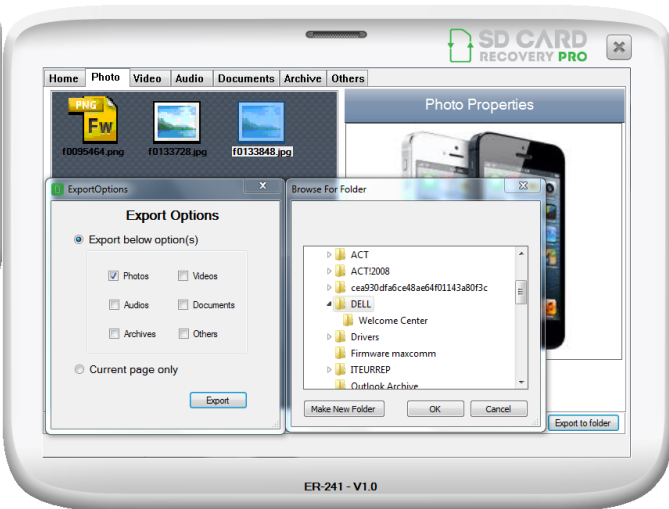 SD CARD
RECOVERY PRO
Home Photo Video Audio Documents Archive Others
Photo Properties
PNG
Fw
f0095464.png f0133728.jpg f0133848.jpg
ExportOptions
Export Options
Export below option(s)
Photos Videos
Audios Documents
Archives Others
Current page only
Export
Browse For Folder
ACT
ACT!2008
cea930dfa6ce48ae64f01143a80f3c
DELL
Welcome Center
Drivers
Firmware maxcomm
ITEURREP
Outlook Archive
Make New Folder OK Cancel
Export to folder
ER-241 - V1.0